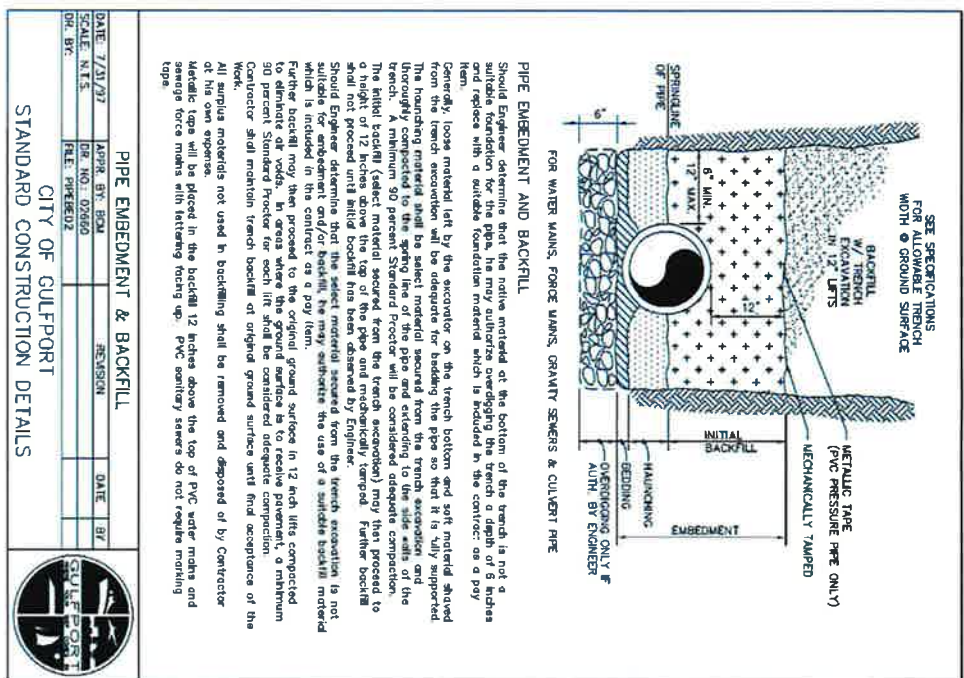 SEE SPECIFICATIONS
FOR ALLOWABLE TRENCH
WIDTH @ GROUND SURFACE
BACKFILL
W/ TRENCH
EXCAVATION
IN 12" LIFTS
METALLIC TAPE
(PVC PRESSURE PIPE ONLY)
MECHANICALLY TAMPED
12"
6" MIN.
12" MAX
SPRINGLINE
OF PIPE
6"
INITIAL
BACKFILL
EMBEDMENT
HAUNCHING
BEDDING
OVERDIGGING ONLY IF
AUTH. BY ENGINEER
FOR WATER MAINS, FORCE MAINS, GRAVITY SEWERS & CULVERT PIPE
PIPE EMBEDMENT AND BACKFILL
Should Engineer determine that the native material at the bottom of the trench is not a
suitable foundation for the pipe, he may authorize overdigging the trench a depth of 6 inches
and replace with a suitable foundation material which is included in the contract as a pay
item.
Generally, loose material left by the excavator on the trench bottom and soft material shaved
from the trench excavation will be adequate for bedding the pipe so that it is fully supported.
The haunching material shall be select material secured from the trench excavation and
thoroughly compacted to the spring line of the pipe and extending to the side walls of the
trench. A minimum 90 percent Standard Proctor will be considered adequate compaction.
The initial backfill (select material secured from the trench excavation) may then proceed to
a height of 12 inches above the top of the pipe and mechanically tamped. Further backfill
shall not proceed until initial backfill has been observed by Engineer.
Should Engineer determine that the select material secured from the trench excavation is not
suitable for embedment and/or backfill, he may authorize the use of a suitable backfill material
which is included in the contract as a pay item.
Further backfill may then proceed to the original ground surface in 12 inch lifts compacted
to eliminate air voids. In areas where the ground surface is to receive pavement, a minimum
90 percent Standard Proctor for each lift shall be considered adequate compaction.
Contractor shall maintain trench backfill at original ground surface until final acceptance of the
Work.
All surplus materials not used in backfilling shall be removed and disposed of by Contractor
at his own expense.
Metallic tape will be placed in the backfill 12 inches above the top of PVC water mains and
sewage force mains with lettering facing up. PVC sanitary sewers do not require marking
tape.
PIPE EMBEDMENT & BACKFILL
DATE: 7/31/97
APPR. BY: BCM
REVISION
DATE
BY
SCALE: N.T.S.
DR. NO.: 02660
DR. BY:
FILE: PIPEBED2
CITY OF GULFPORT
STANDARD CONSTRUCTION DETAILS
GULFPORT